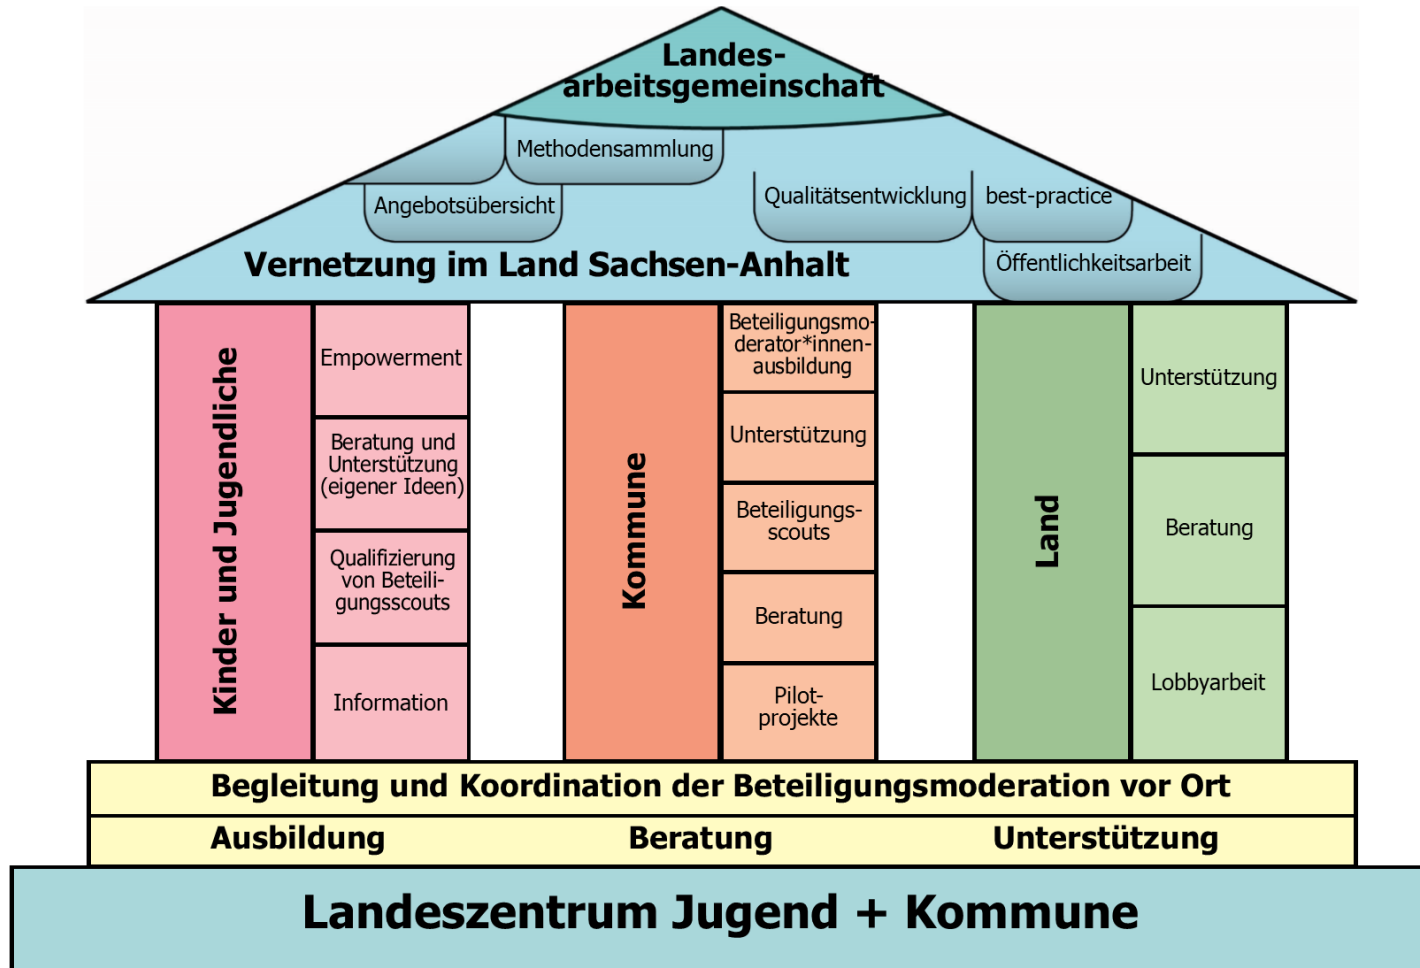 Landes-
arbeitsgemeinschaft
Methodensammlung
Angebotsübersicht
Qualitätsentwicklung
best-practice
Öffentlichkeitsarbeit
Vernetzung im Land Sachsen-Anhalt
Kinder und Jugendliche
Empowerment
Beratung und
Unterstützung
(eigener Ideen)
Qualifizierung
von Beteili-
gungsscouts
Information
Kommune
Beteiligungsmo-
derator*innen-
ausbildung
Unterstützung
Beteiligungs-
scouts
Beratung
Pilot-
projekte
Land
Unterstützung
Beratung
Lobbyarbeit
Begleitung und Koordination der Beteiligungsmoderation vor Ort
Ausbildung Beratung Unterstützung
Landeszentrum Jugend + Kommune